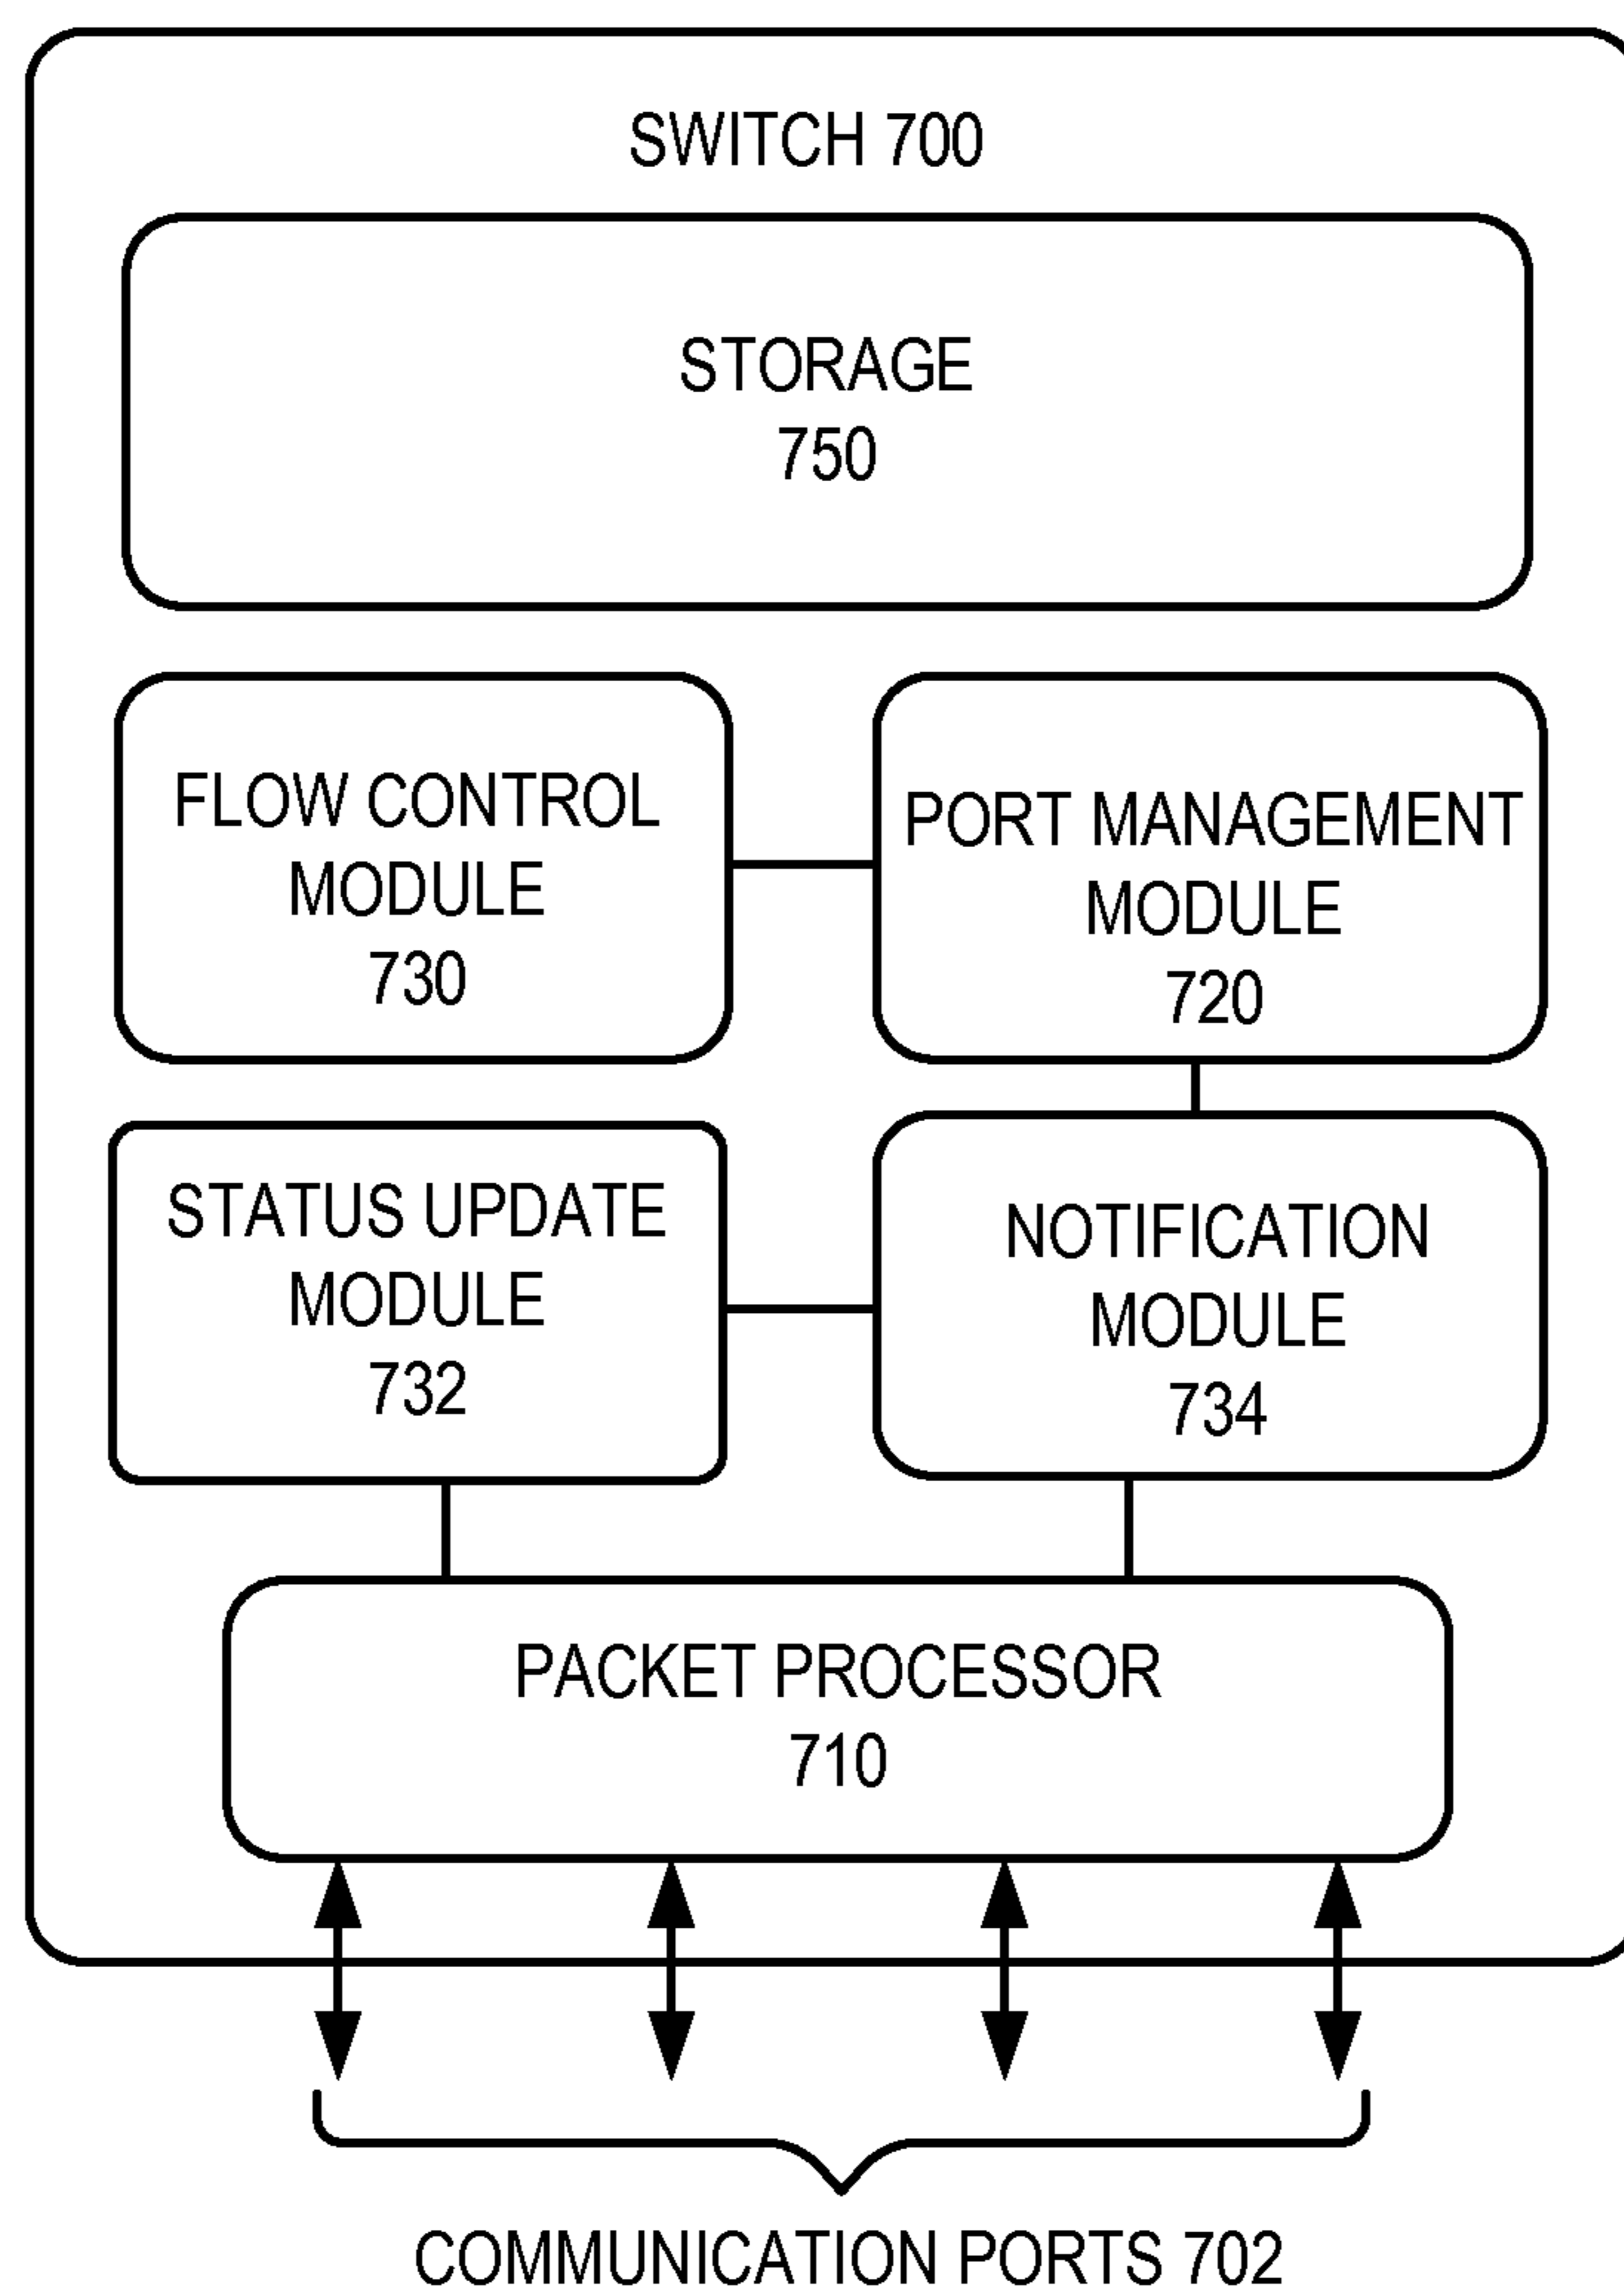 SWITCH 700
STORAGE
750
FLOW CONTROL
MODULE
730
PORT MANAGEMENT
MODULE
720
STATUS UPDATE
MODULE
732
NOTIFICATION
MODULE
734
PACKET PROCESSOR
710
COMMUNICATION PORTS 702